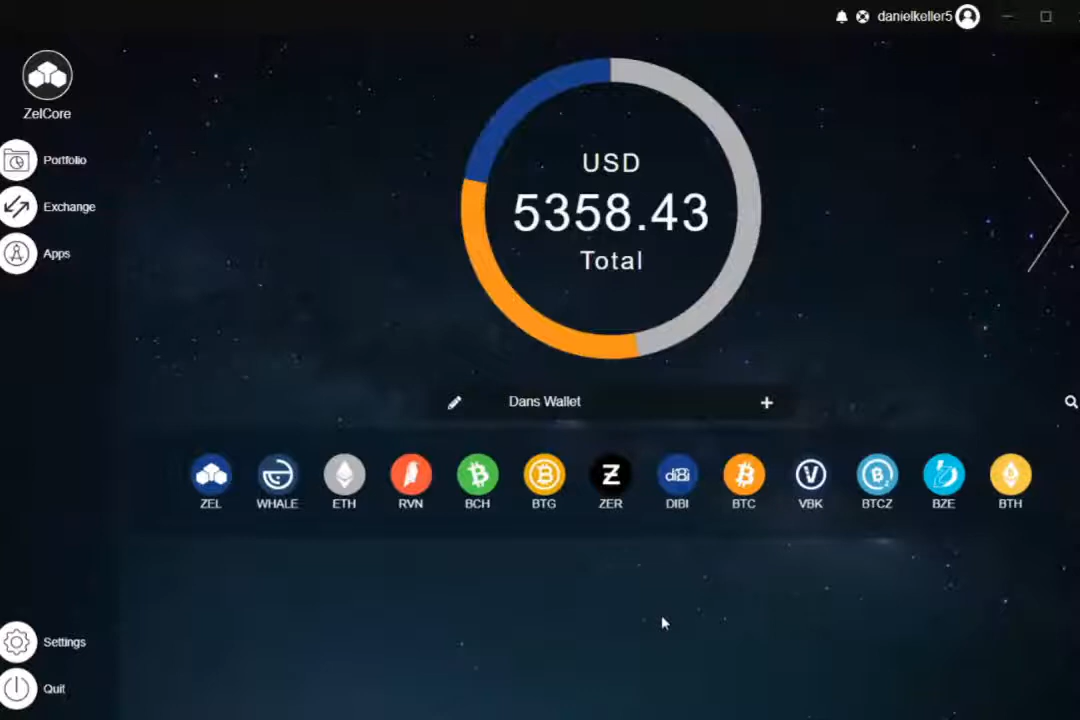 danielkeller5
ZelCore
Portfolio
Exchange
Apps
USD
5358.43
Total
Dans Wallet
ZEL
WHALE
ETH
RVN
BCH
BTG
ZER
DIBI
BTC
VBK
BTCZ
BZE
BTH
Settings
Quit